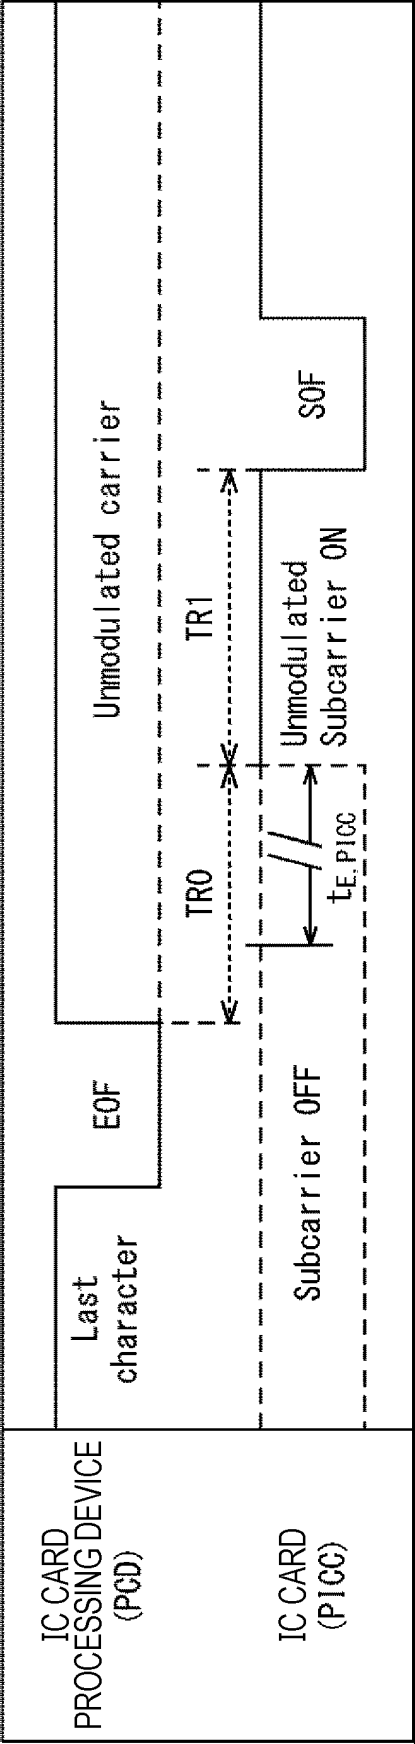 IC CARD
PROCESSING DEVICE
(PCD)
Last
character
EOF
Unmodulated carrier
TR0
TR1
IC CARD
(PICC)
Subcarrier OFF
tE, PICC
Unmodulated
Subcarrier ON
SOF